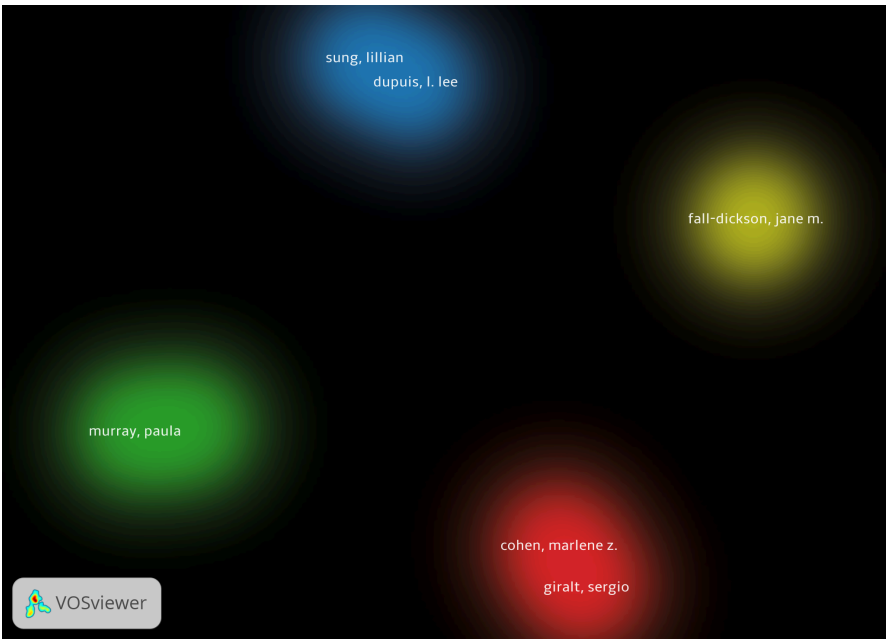 sung, lillian
dupuis, l. lee
fall-dickson, jane m.
murray, paula
cohen, marlene z.
giralt, sergio
VOSviewer